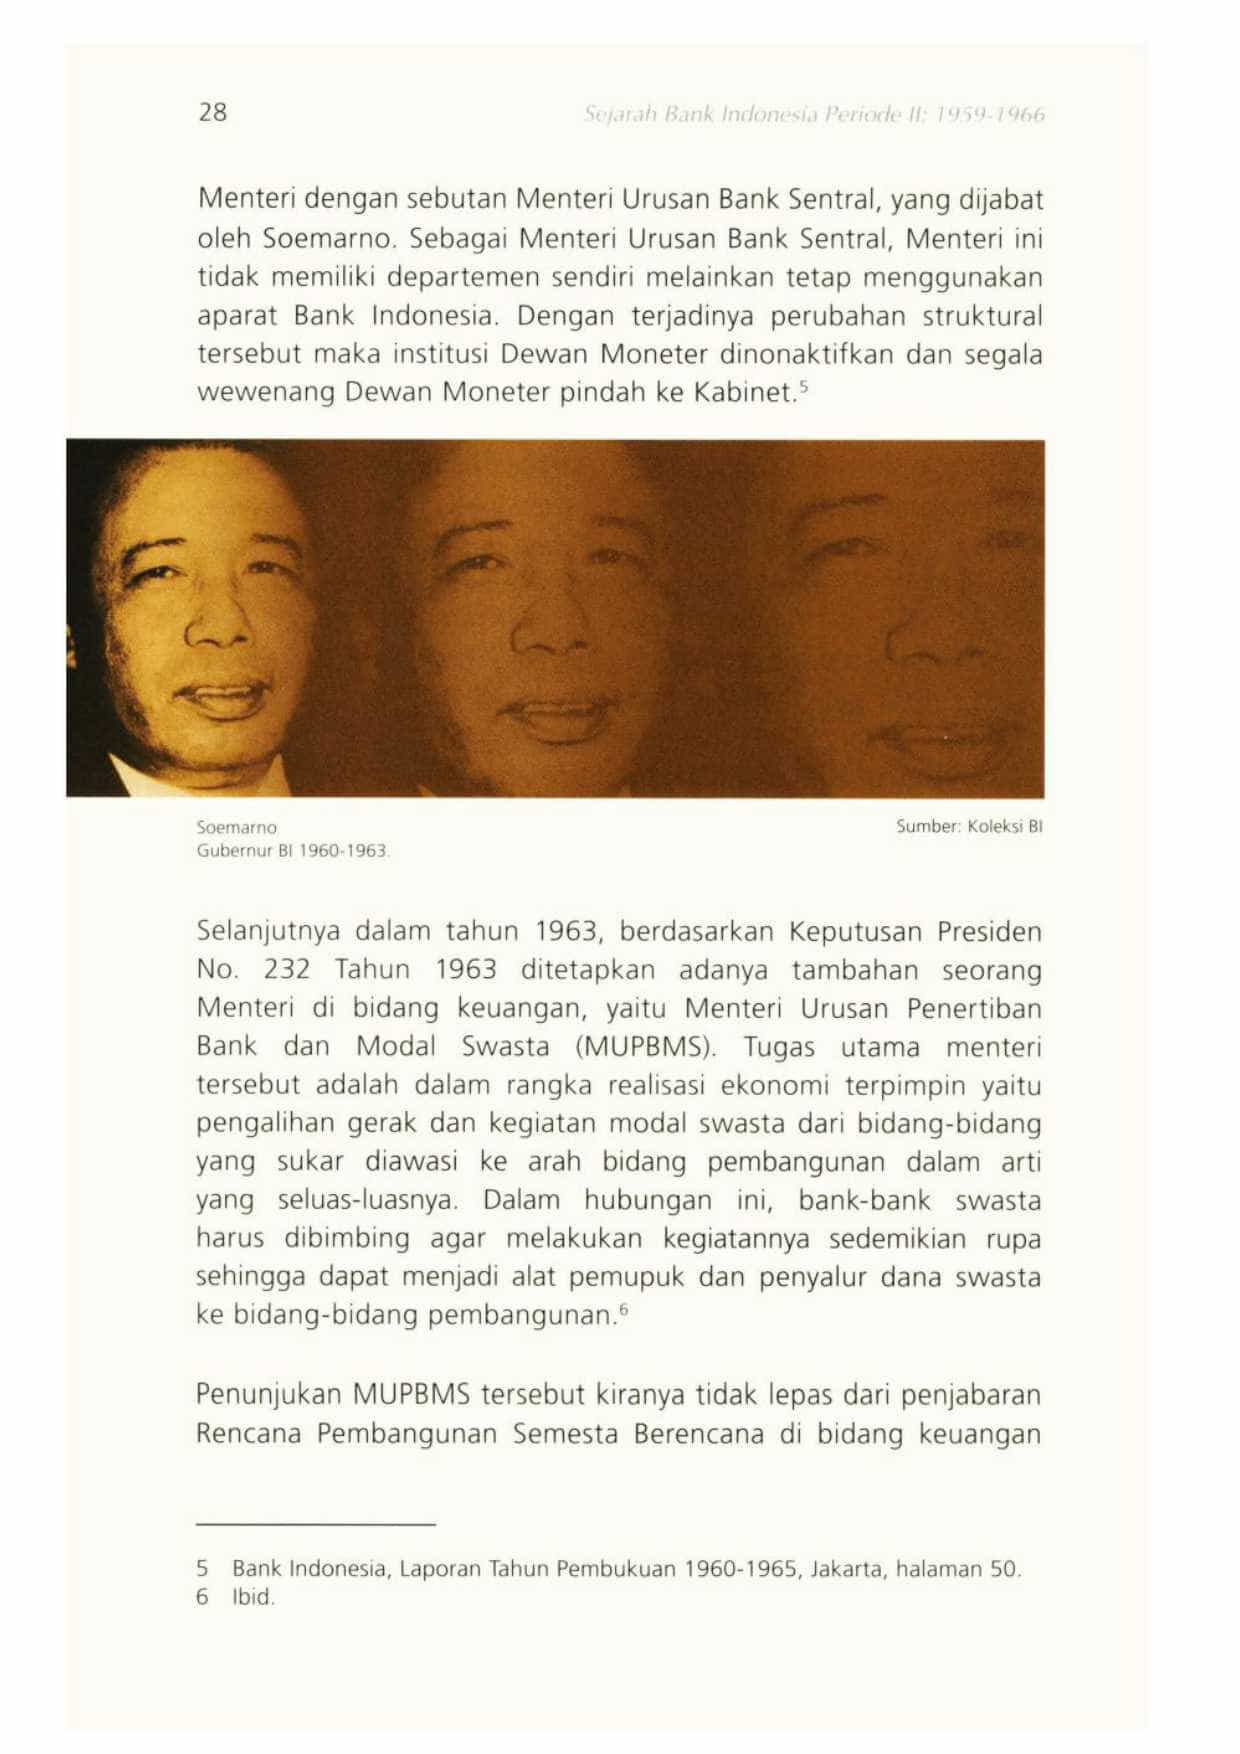 28
Sejarah Bank Indonesia Periode II: 1959-1966
Menteri dengan sebutan Menteri Urusan Bank Sentral, yang dijabat
oleh Soemarno. Sebagai Menteri Urusan Bank Sentral, Menteri ini
tidak memiliki departemen sendiri melainkan tetap menggunakan
aparat Bank Indonesia. Dengan terjadinya perubahan struktural
tersebut maka institusi Dewan Moneter dinonaktifkan dan segala
wewenang Dewan Moneter pindah ke Kabinet.⁵
Soemarno
Gubernur BI 1960-1963.
Sumber: Koleksi BI
Selanjutnya dalam tahun 1963, berdasarkan Keputusan Presiden
No. 232 Tahun 1963 ditetapkan adanya tambahan seorang
Menteri di bidang keuangan, yaitu Menteri Urusan Penertiban
Bank dan Modal Swasta (MUPBMS). Tugas utama menteri
tersebut adalah dalam rangka realisasi ekonomi terpimpin yaitu
pengalihan gerak dan kegiatan modal swasta dari bidang-bidang
yang sukar diawasi ke arah bidang pembangunan dalam arti
yang seluas-luasnya. Dalam hubungan ini, bank-bank swasta
harus dibimbing agar melakukan kegiatannya sedemikian rupa
sehingga dapat menjadi alat pemupuk dan penyalur dana swasta
ke bidang-bidang pembangunan.⁶
Penunjukan MUPBMS tersebut kiranya tidak lepas dari penjabaran
Rencana Pembangunan Semesta Berencana di bidang keuangan
5 Bank Indonesia, Laporan Tahun Pembukuan 1960-1965, Jakarta, halaman 50.
6 Ibid.